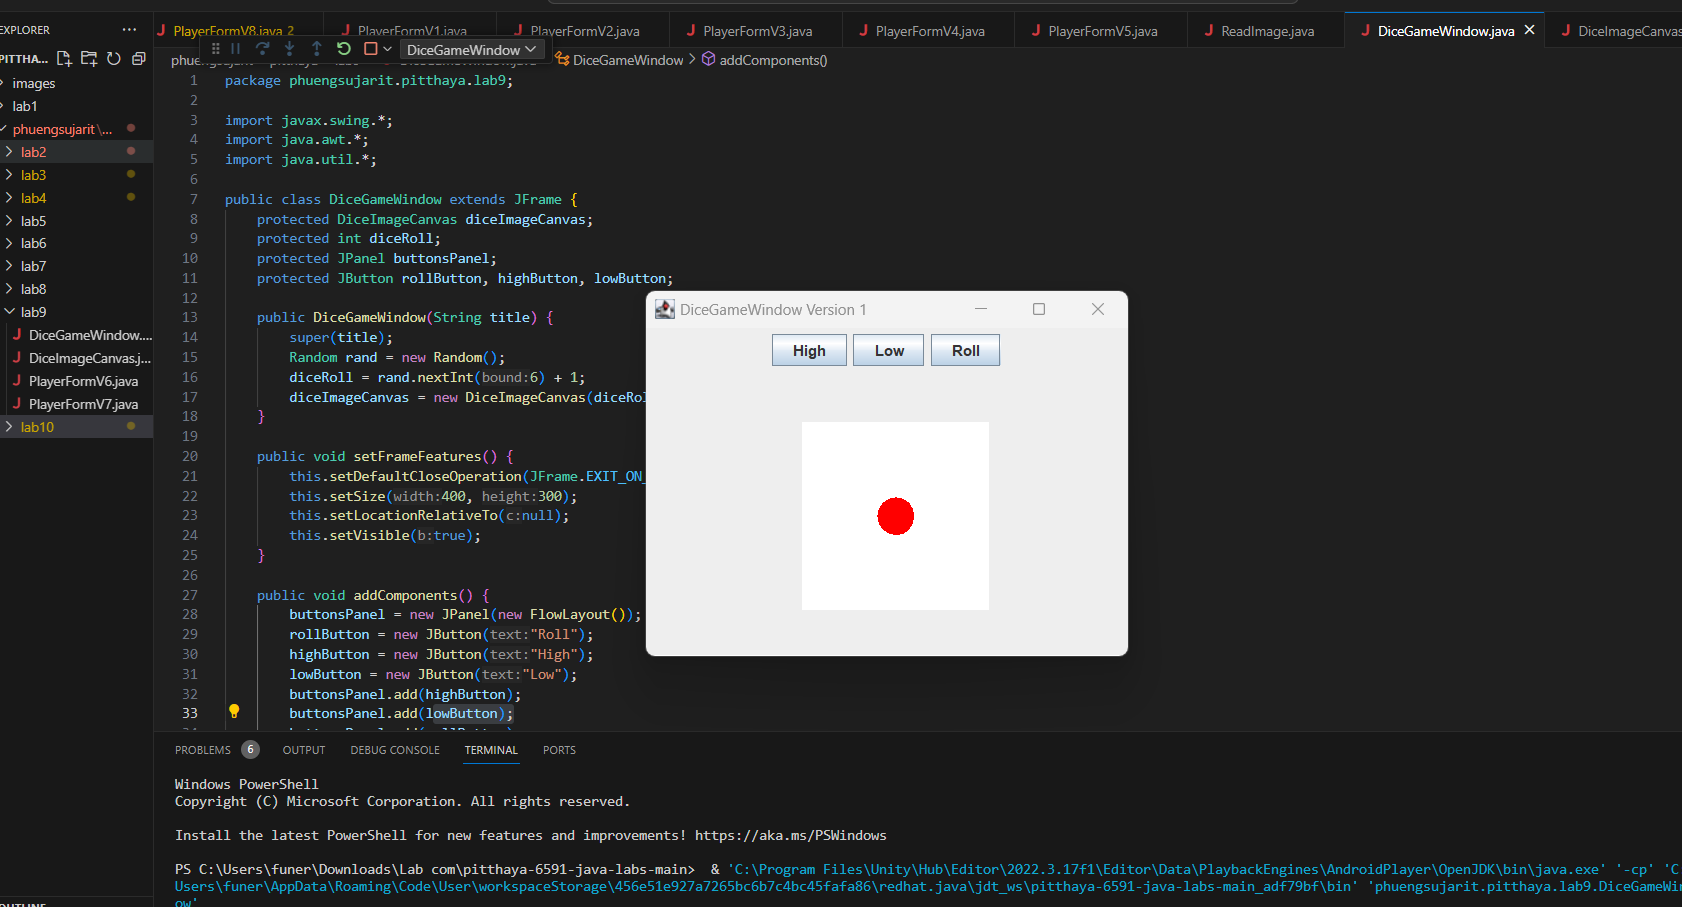 EXPLORER
PlayerFormV8.java 2
PlayerFormV1.java
PlayerFormV2.java
PlayerFormV3.java
PlayerFormV4.java
PlayerFormV5.java
ReadImage.java
DiceGameWindow.java
DiceImageCanvas
PITTHA...
DiceGameWindow
DiceGameWindow
addComponents()
images
lab1
phuengsujarit\...
lab2
lab3
lab4
lab5
lab6
lab7
lab8
lab9
DiceGameWindow....
DiceImageCanvas.j...
PlayerFormV6.java
PlayerFormV7.java
lab10
1 package phuengsujarit.pitthaya.lab9;
2
3 import javax.swing.*;
4 import java.awt.*;
5 import java.util.*;
6
7 public class DiceGameWindow extends JFrame {
8 protected DiceImageCanvas diceImageCanvas;
9 protected int diceRoll;
10 protected JPanel buttonsPanel;
11 protected JButton rollButton, highButton, lowButton;
12
13 public DiceGameWindow(String title) {
14 super(title);
15 Random rand = new Random();
16 diceRoll = rand.nextInt(bound:6) + 1;
17 diceImageCanvas = new DiceImageCanvas(diceRol
18 }
19
20 public void setFrameFeatures() {
21 this.setDefaultCloseOperation(JFrame.EXIT_ON_
22 this.setSize(width:400, height:300);
23 this.setLocationRelativeTo(c:null);
24 this.setVisible(b:true);
25 }
26
27 public void addComponents() {
28 buttonsPanel = new JPanel(new FlowLayout());
29 rollButton = new JButton(text:"Roll");
30 highButton = new JButton(text:"High");
31 lowButton = new JButton(text:"Low");
32 buttonsPanel.add(highButton);
33 buttonsPanel.add(lowButton);
DiceGameWindow Version 1
High Low Roll
PROBLEMS 6 OUTPUT DEBUG CONSOLE TERMINAL PORTS
Windows PowerShell
Copyright (C) Microsoft Corporation. All rights reserved.
Install the latest PowerShell for new features and improvements! https://aka.ms/PSWindows
PS C:\Users\funer\Downloads\Lab com\pitthaya-6591-java-labs-main> & 'C:\Program Files\Unity\Hub\Editor\2022.3.17f1\Editor\Data\PlaybackEngines\AndroidPlayer\OpenJDK\bin\java.exe' '-cp' 'C
Users\funer\AppData\Roaming\Code\User\workspaceStorage\456e51e927a7265bc6b7c4bc45fafa86\redhat.java\jdt_ws\pitthaya-6591-java-labs-main_adf79bf\bin' 'phuengsujarit.pitthaya.lab9.DiceGameWin
ow'